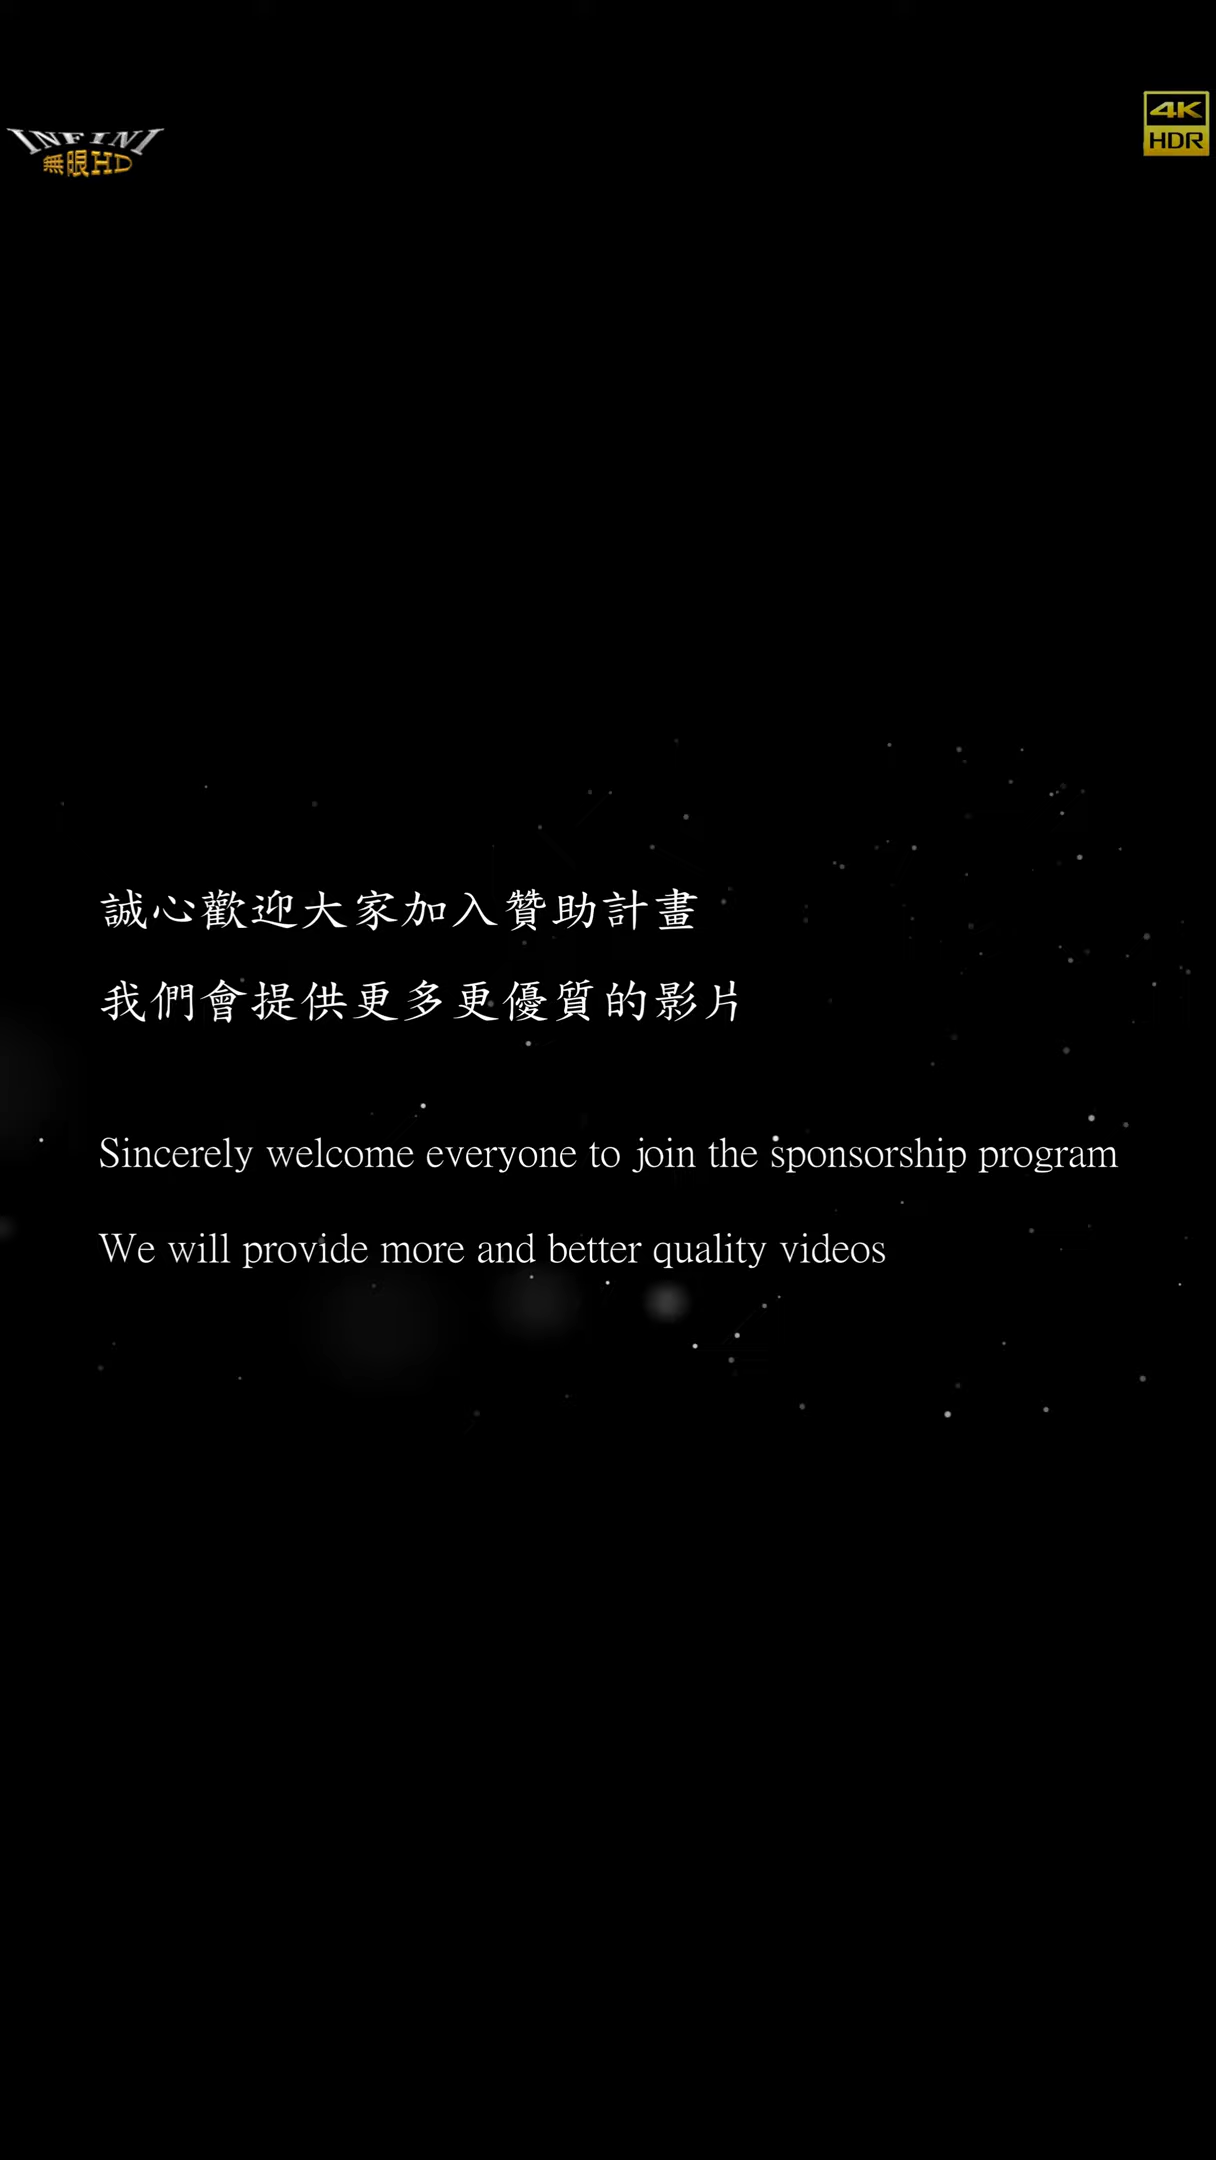 INFINI
無眼HD
4K
HDR
誠心歡迎大家加入贊助計畫
我們會提供更多更優質的影片
Sincerely welcome everyone to join the sponsorship program
We will provide more and better quality videos